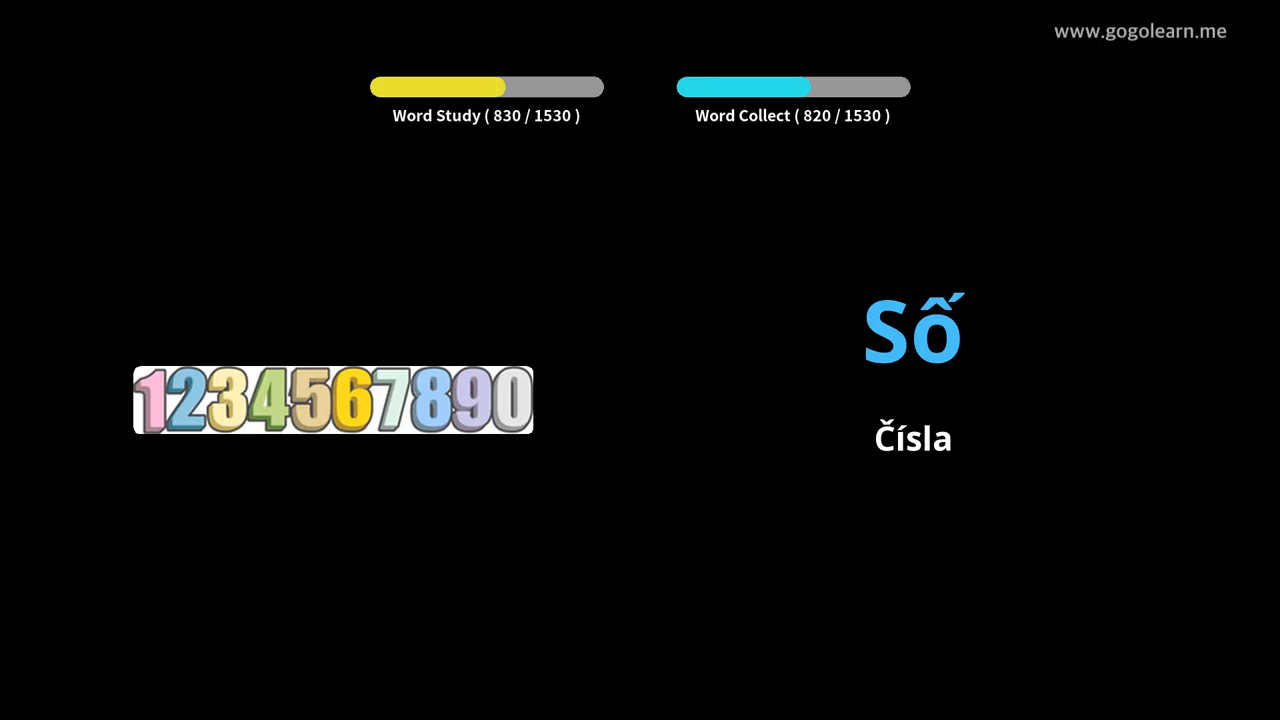 www.gogolearn.me
Word Study ( 830 / 1530 )
Word Collect ( 820 / 1530 )
1234567890
Số
Čísla